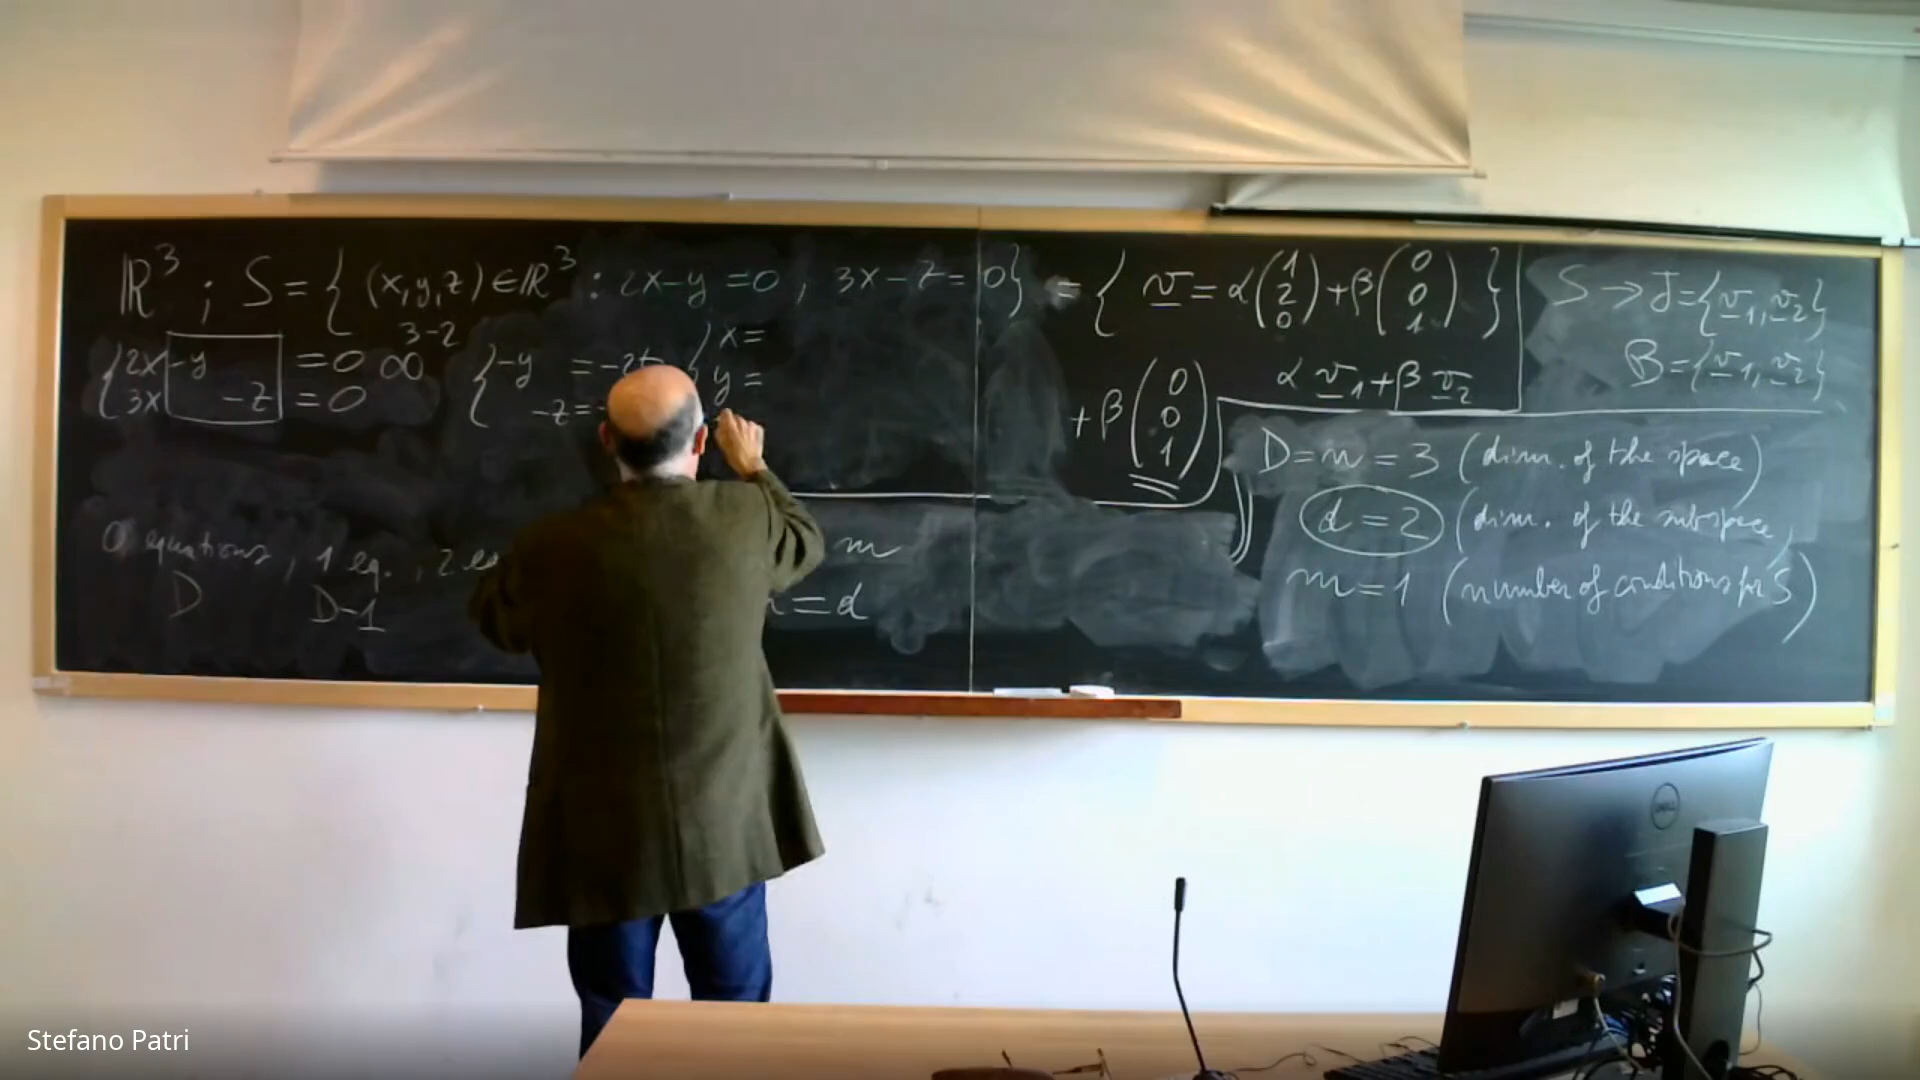 ℝ³ ; S = { (x,y,z) ∈ ℝ³ : 2x-y = 0 , 3x-z = 0 }
3-2
{ 2x -y = 0 ∞
3x -z = 0
{ -y = -2t
-z = -
{ x =
y =
0 equations, 1 eq., 2 e
D D-1
m
= d
= { v = α (1 2 0) + β (0 0 1) }
α v₁ + β v₂
+ β (0 0 1)
S → J = { v₁, v₂ }
B = { v₁, v₂ }
D = n = 3 (dim. of the space)
d = 2 (dim. of the subspace)
m = 1 (number of conditions for S)
DELL
Stefano Patri